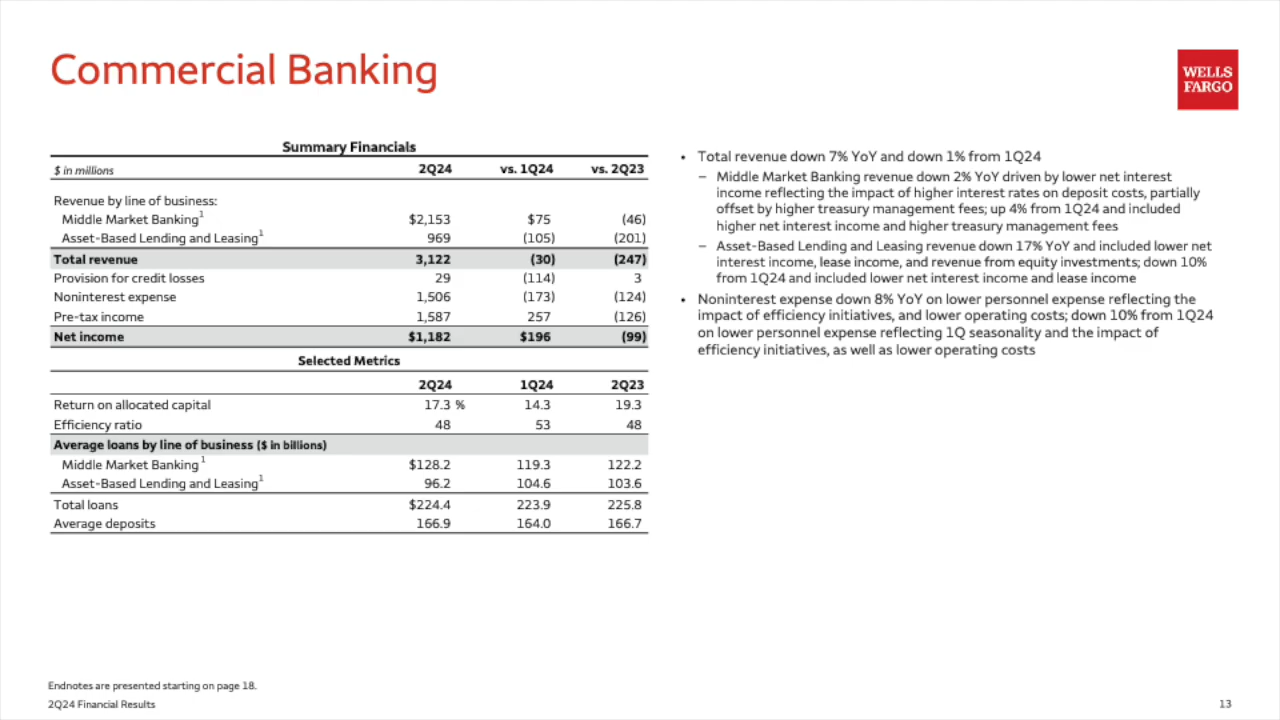 Commercial Banking
WELLS
FARGO
Summary Financials
$ in millions 2Q24 vs. 1Q24 vs. 2Q23
Revenue by line of business:
Middle Market Banking1 $2,153 $75 (46)
Asset-Based Lending and Leasing1 969 (105) (201)
Total revenue 3,122 (30) (247)
Provision for credit losses 29 (114) 3
Noninterest expense 1,506 (173) (124)
Pre-tax income 1,587 257 (126)
Net income $1,182 $196 (99)
Selected Metrics
2Q24 1Q24 2Q23
Return on allocated capital 17.3 % 14.3 19.3
Efficiency ratio 48 53 48
Average loans by line of business ($ in billions)
Middle Market Banking1 $128.2 119.3 122.2
Asset-Based Lending and Leasing1 96.2 104.6 103.6
Total loans $224.4 223.9 225.8
Average deposits 166.9 164.0 166.7
• Total revenue down 7% YoY and down 1% from 1Q24
– Middle Market Banking revenue down 2% YoY driven by lower net interest
income reflecting the impact of higher interest rates on deposit costs, partially
offset by higher treasury management fees; up 4% from 1Q24 and included
higher net interest income and higher treasury management fees
– Asset-Based Lending and Leasing revenue down 17% YoY and included lower net
interest income, lease income, and revenue from equity investments; down 10%
from 1Q24 and included lower net interest income and lease income
• Noninterest expense down 8% YoY on lower personnel expense reflecting the
impact of efficiency initiatives, and lower operating costs; down 10% from 1Q24
on lower personnel expense reflecting 1Q seasonality and the impact of
efficiency initiatives, as well as lower operating costs
Endnotes are presented starting on page 18.
2Q24 Financial Results
13